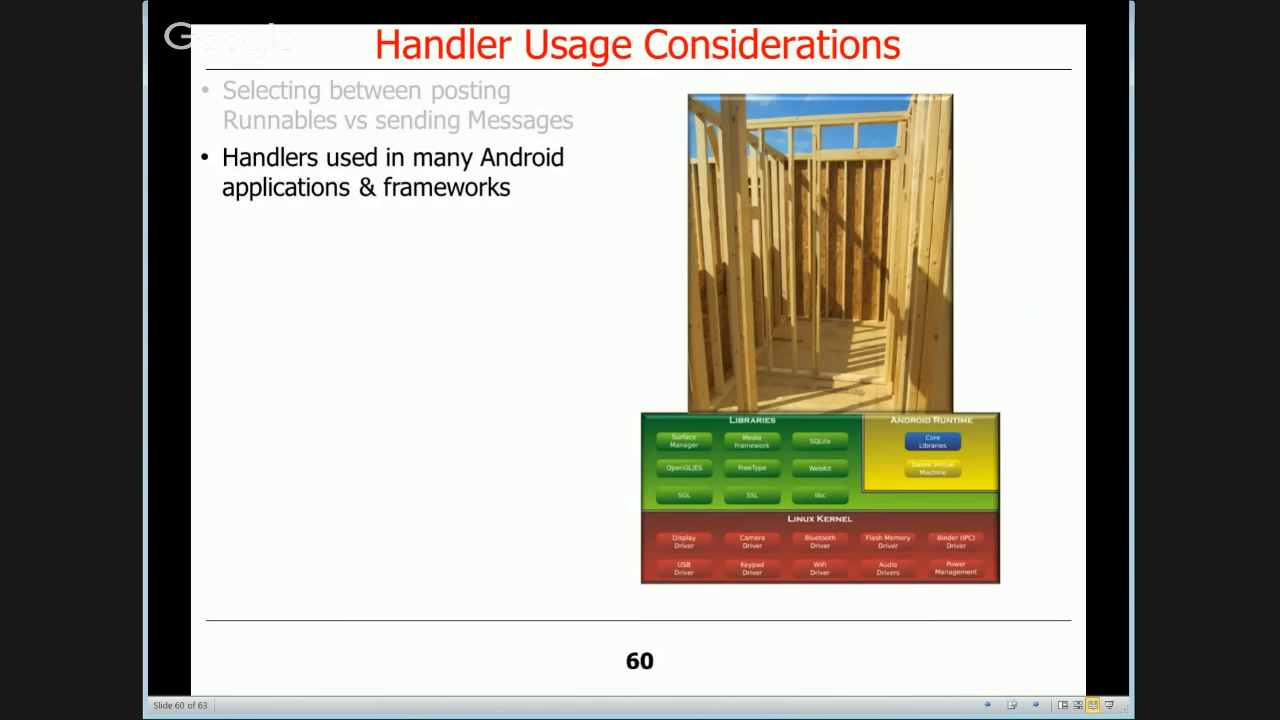 Google
Handler Usage Considerations
• Selecting between posting
Runnables vs sending Messages
• Handlers used in many Android
applications & frameworks
LIBRARIES
Surface
Manager
Media
Framework
SQLite
OpenGL|ES
FreeType
WebKit
SGL
SSL
libc
ANDROID RUNTIME
Core
Libraries
Dalvik Virtual
Machine
LINUX KERNEL
Display
Driver
Camera
Driver
Bluetooth
Driver
Flash Memory
Driver
Binder (IPC)
Driver
USB
Driver
Keypad
Driver
WiFi
Driver
Audio
Drivers
Power
Management
60
Slide 60 of 63